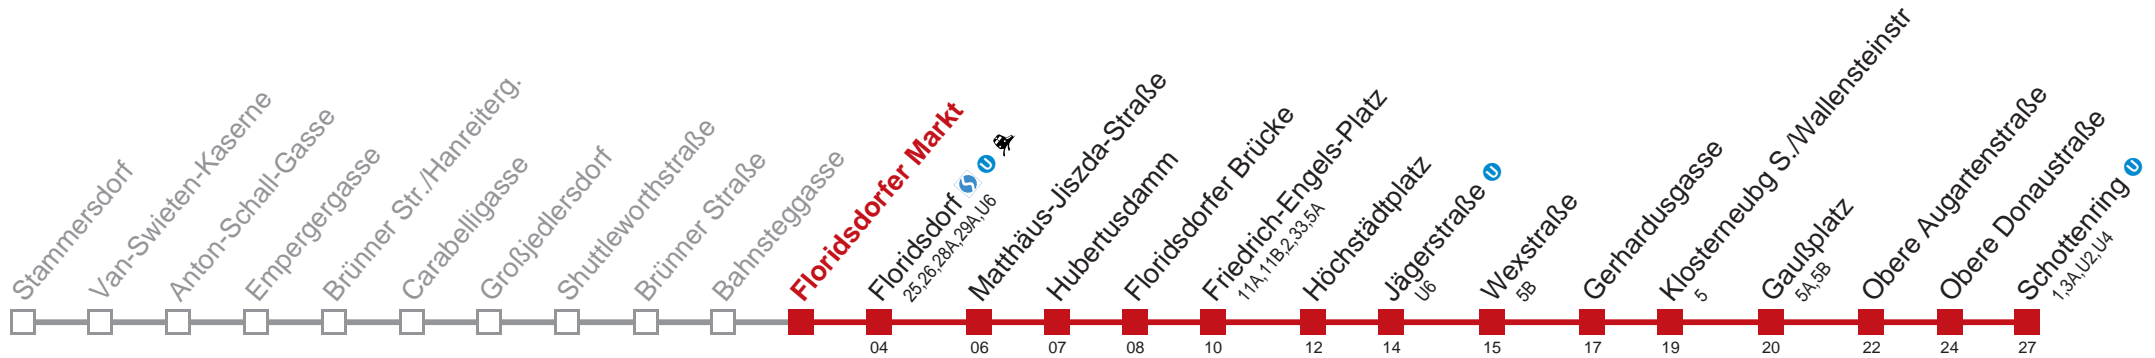 Stammersdorf
Van-Swieten-Kaserne
Anton-Schall-Gasse
Empergergasse
Brünner Str./Hanreiterg.
Carabelligasse
Großjedlersdorf
Shuttleworthstraße
Brünner Straße
Bahnsteggasse
Floridsdorfer Markt
Floridsdorf U
25,26,28A,29A,U6
04
Matthäus-Jiszda-Straße
06
Hubertusdamm
07
Floridsdorfer Brücke
08
Friedrich-Engels-Platz
11A,11B,2,33,5A
10
Höchstädtplatz
12
Jägerstraße U
U6
14
Wexstraße
5B
15
Gerhardusgasse
17
Klosterneubg S./Wallensteinstr
5
19
Gaußplatz
5A,5B
20
Obere Augartenstraße
22
Obere Donaustraße
24
Schottenring U
1,3A,U2,U4
27